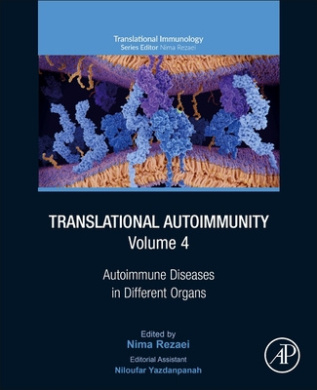 Translational Immunology
Series Editor Nima Rezaei
TRANSLATIONAL AUTOIMMUNITY
Volume 4
Autoimmune Diseases
in Different Organs
Edited by
Nima Rezaei
Editorial Assistant
Niloufar Yazdanpanah
AP